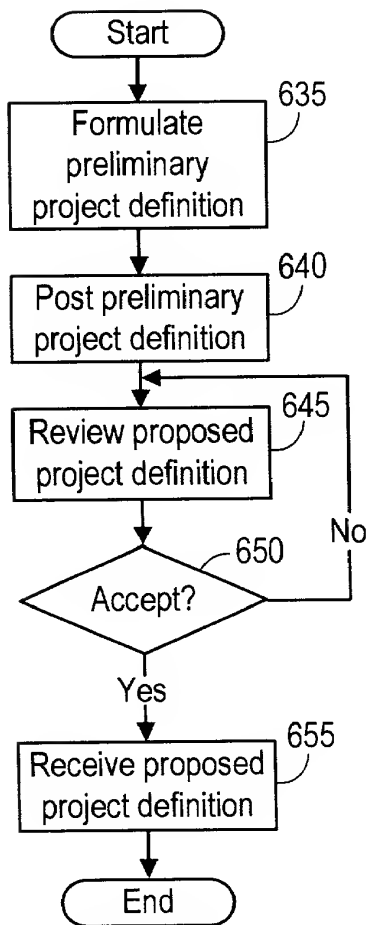 Start
635
Formulate
preliminary
project definition
640
Post preliminary
project definition
645
Review proposed
project definition
No
650
Accept?
Yes
655
Receive proposed
project definition
End